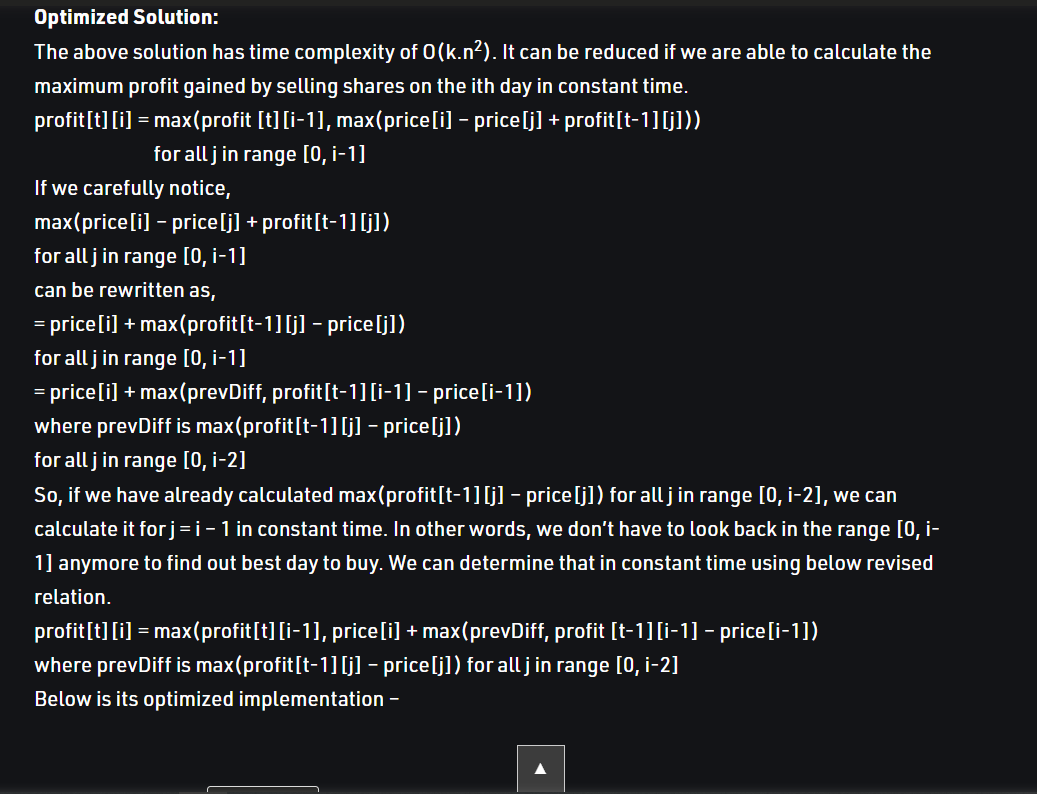 Optimized Solution:
The above solution has time complexity of O(k.n²). It can be reduced if we are able to calculate the
maximum profit gained by selling shares on the ith day in constant time.
profit[t][i] = max(profit [t][i-1], max(price[i] – price[j] + profit[t-1][j]))
for all j in range [0, i-1]
If we carefully notice,
max(price[i] – price[j] + profit[t-1][j])
for all j in range [0, i-1]
can be rewritten as,
= price[i] + max(profit[t-1][j] – price[j])
for all j in range [0, i-1]
= price[i] + max(prevDiff, profit[t-1][i-1] – price[i-1])
where prevDiff is max(profit[t-1][j] – price[j])
for all j in range [0, i-2]
So, if we have already calculated max(profit[t-1][j] – price[j]) for all j in range [0, i-2], we can
calculate it for j = i – 1 in constant time. In other words, we don’t have to look back in the range [0, i-
1] anymore to find out best day to buy. We can determine that in constant time using below revised
relation.
profit[t][i] = max(profit[t][i-1], price[i] + max(prevDiff, profit [t-1][i-1] – price[i-1])
where prevDiff is max(profit[t-1][j] – price[j]) for all j in range [0, i-2]
Below is its optimized implementation –